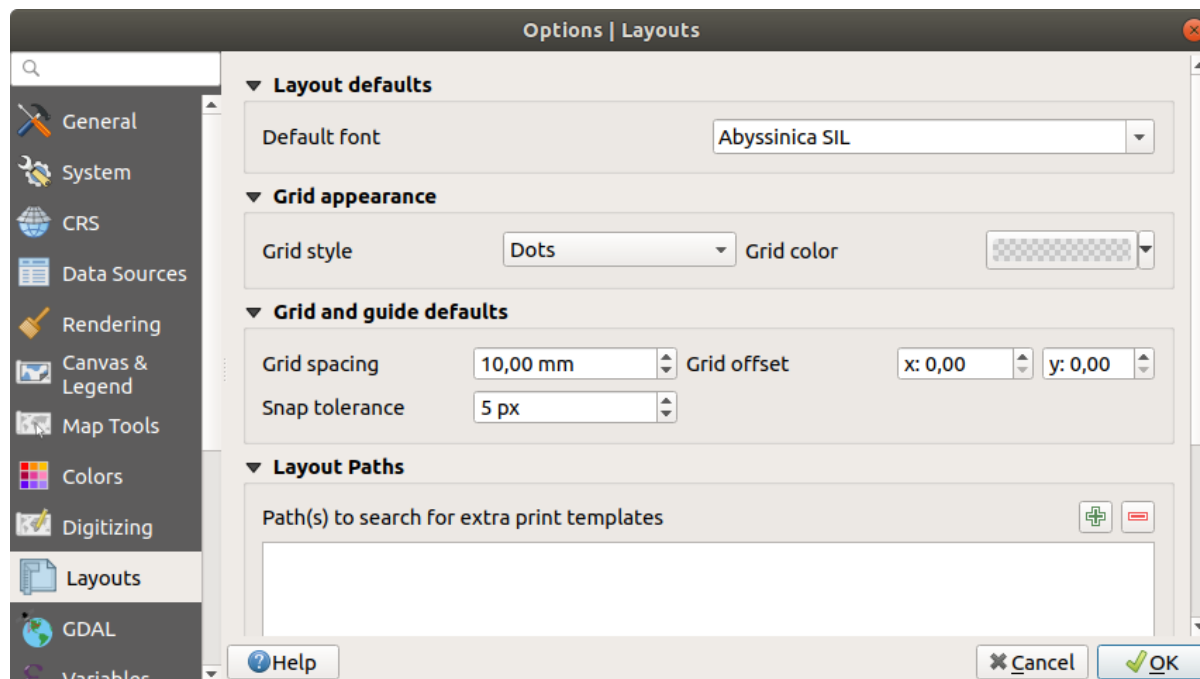 Options | Layouts
General
System
CRS
Data Sources
Rendering
Canvas &
Legend
Map Tools
Colors
Digitizing
Layouts
GDAL
Variables
Layout defaults
Default font
Abyssinica SIL
Grid appearance
Grid style
Dots
Grid color
Grid and guide defaults
Grid spacing
10,00 mm
Grid offset
x: 0,00
y: 0,00
Snap tolerance
5 px
Layout Paths
Path(s) to search for extra print templates
Help
Cancel
OK